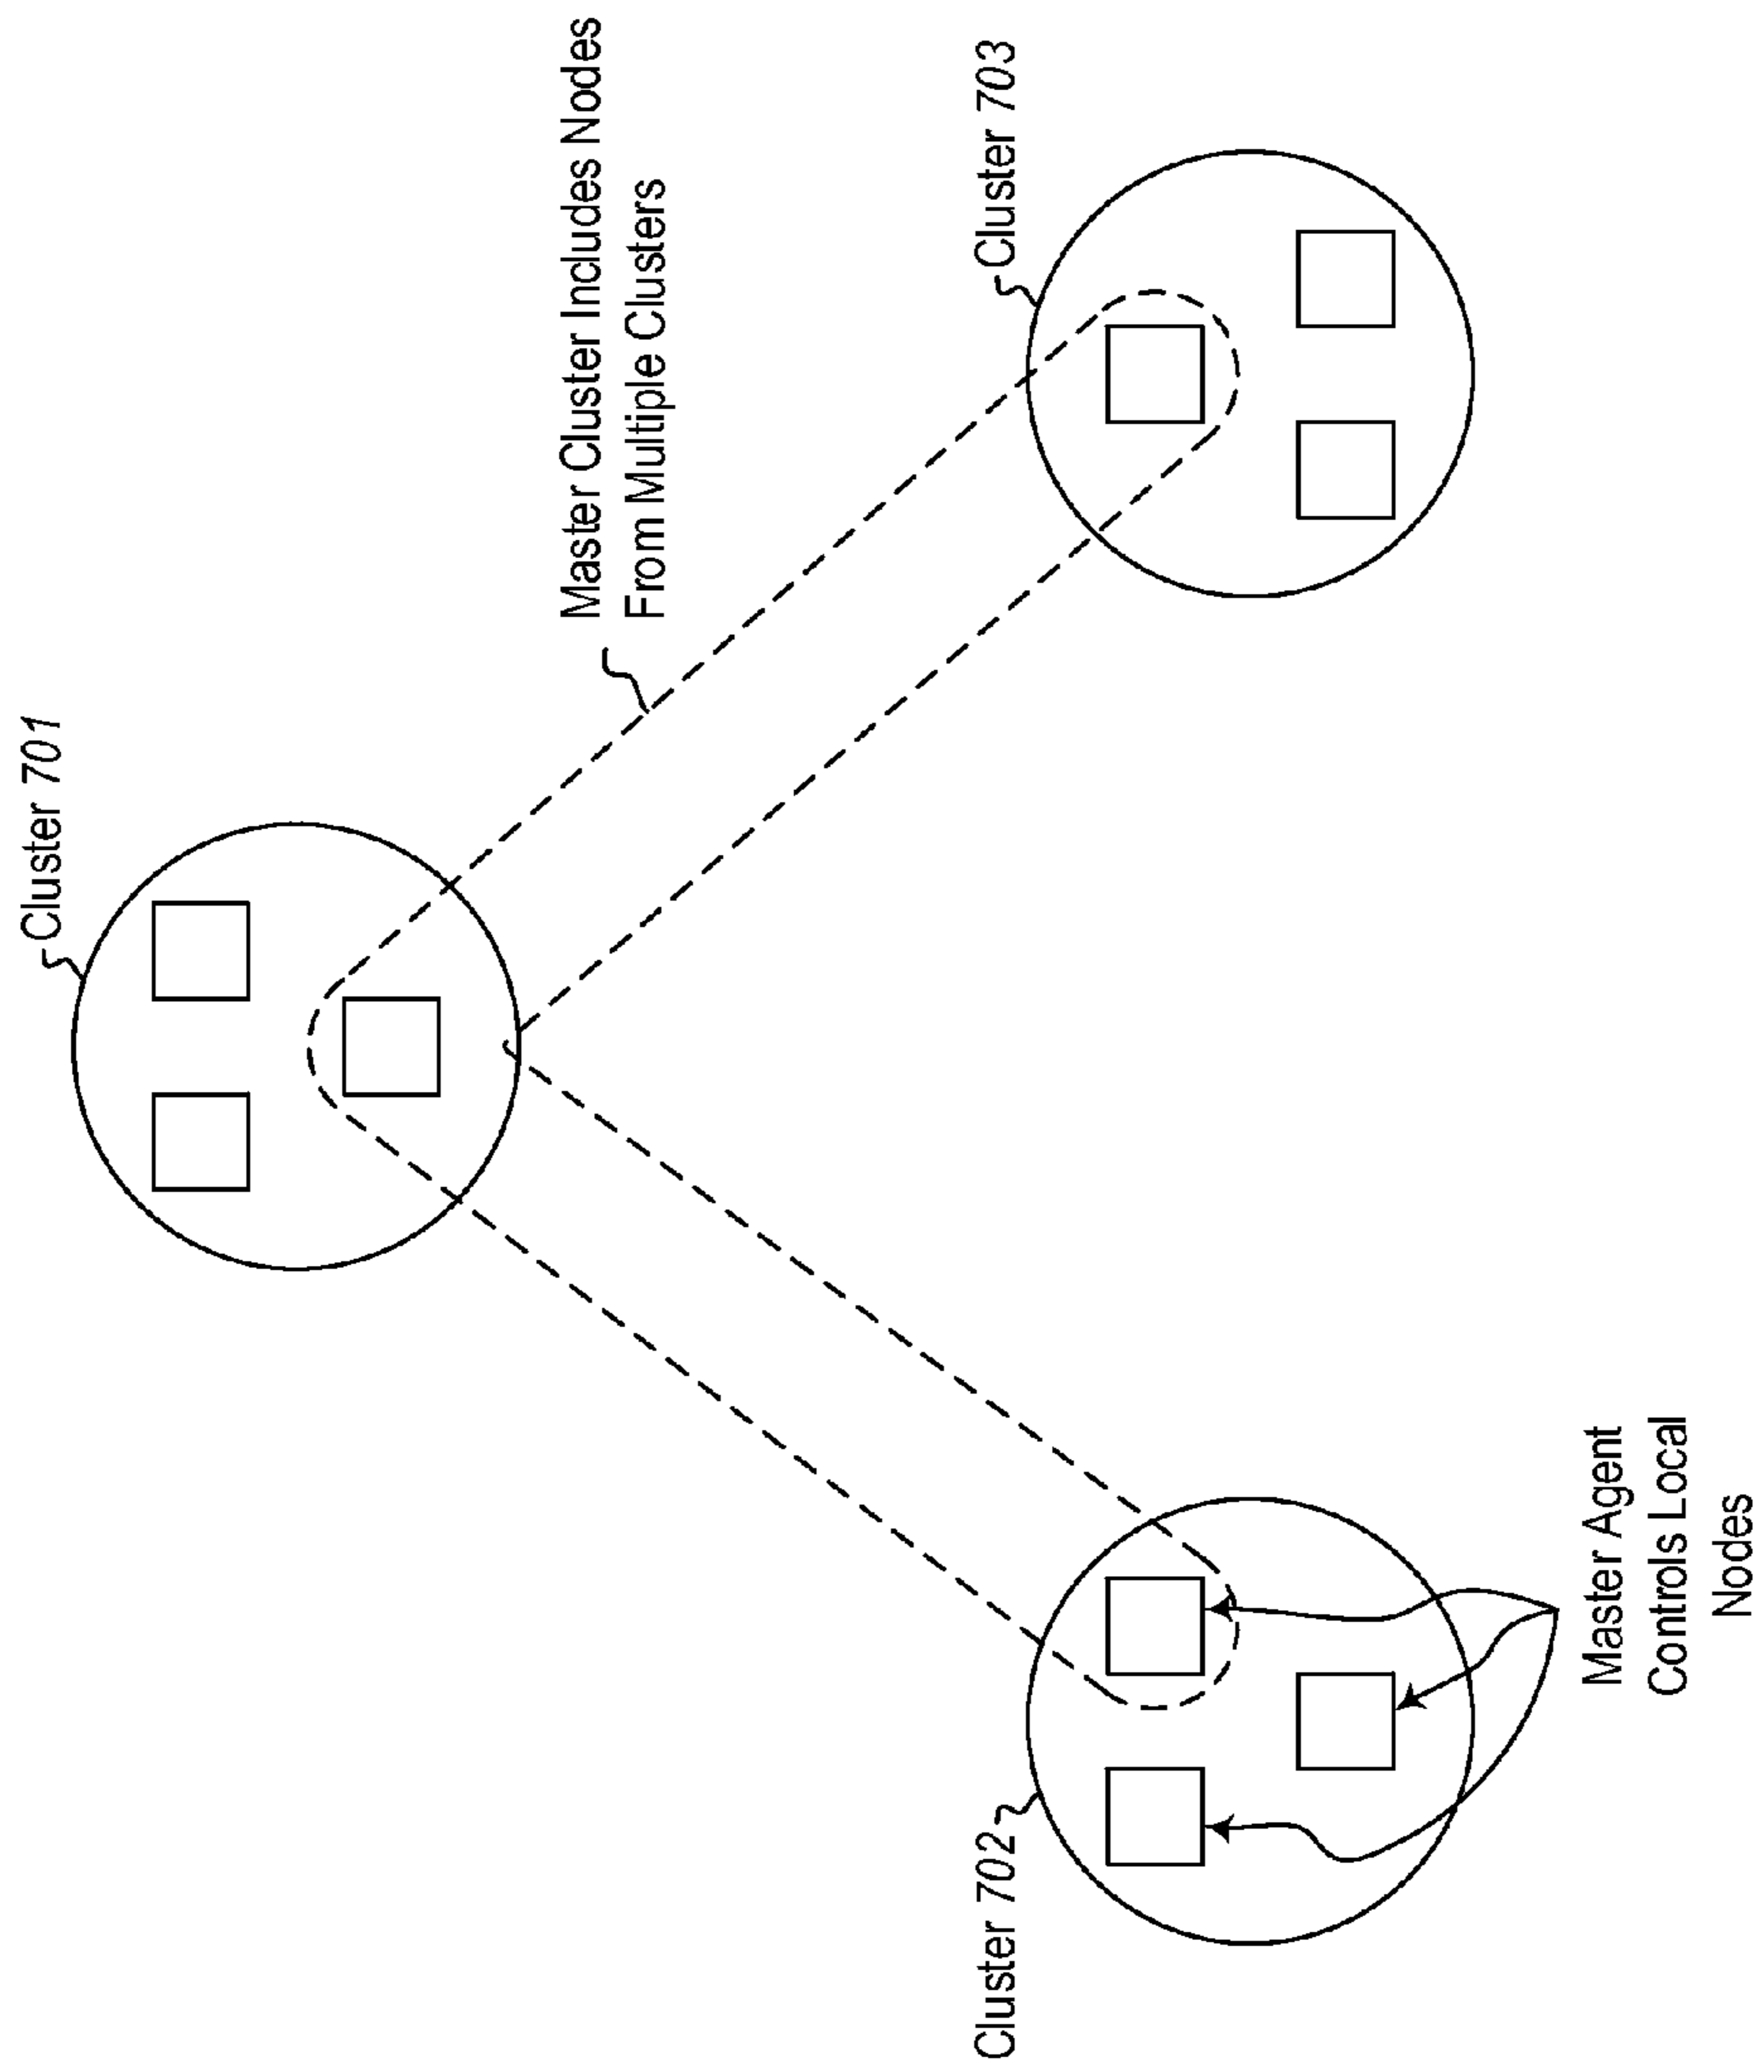 Cluster 701
Master Cluster Includes Nodes
From Multiple Clusters
Cluster 702
Cluster 703
Master Agent
Controls Local
Nodes